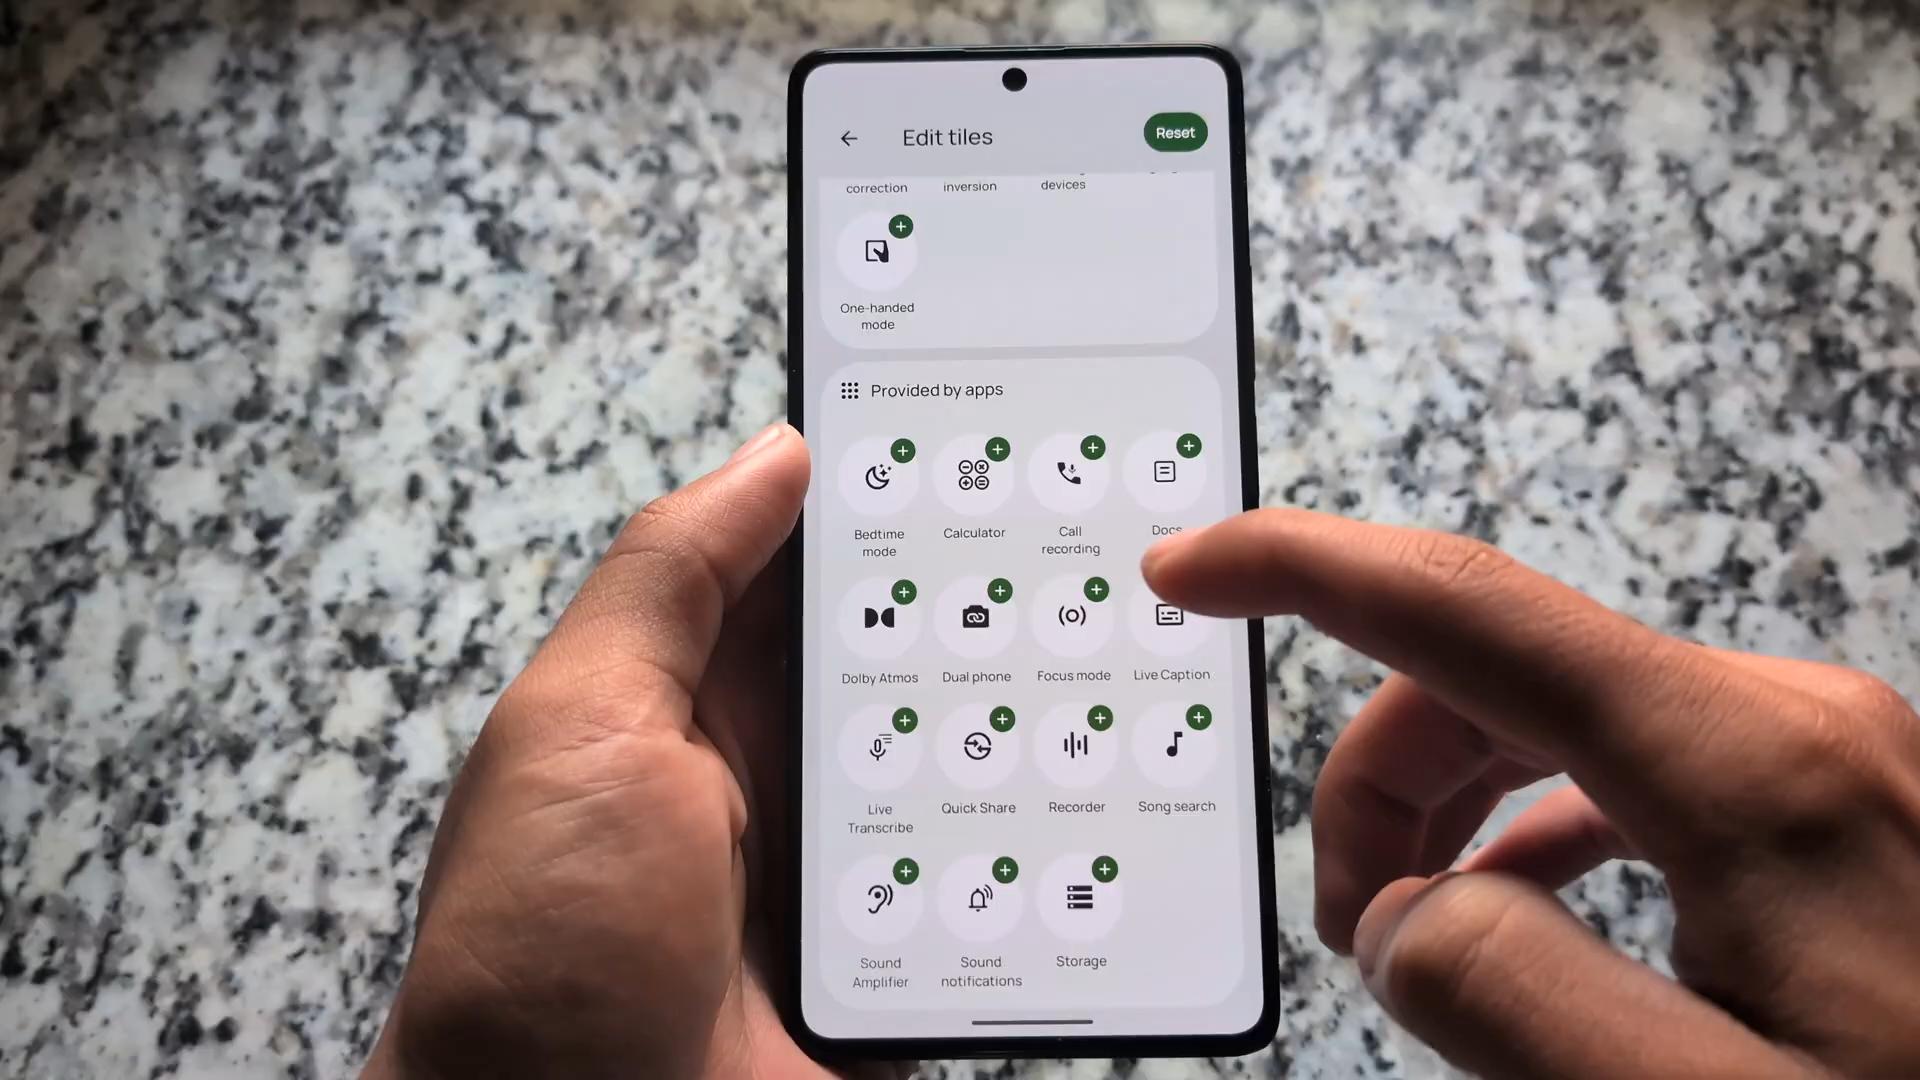 Edit tiles
Reset
correction
inversion
devices
One-handed
mode
Provided by apps
Bedtime
mode
Calculator
Call
recording
Docs
Dolby Atmos
Dual phone
Focus mode
Live Caption
Live
Transcribe
Quick Share
Recorder
Song search
Sound
Amplifier
Sound
notifications
Storage